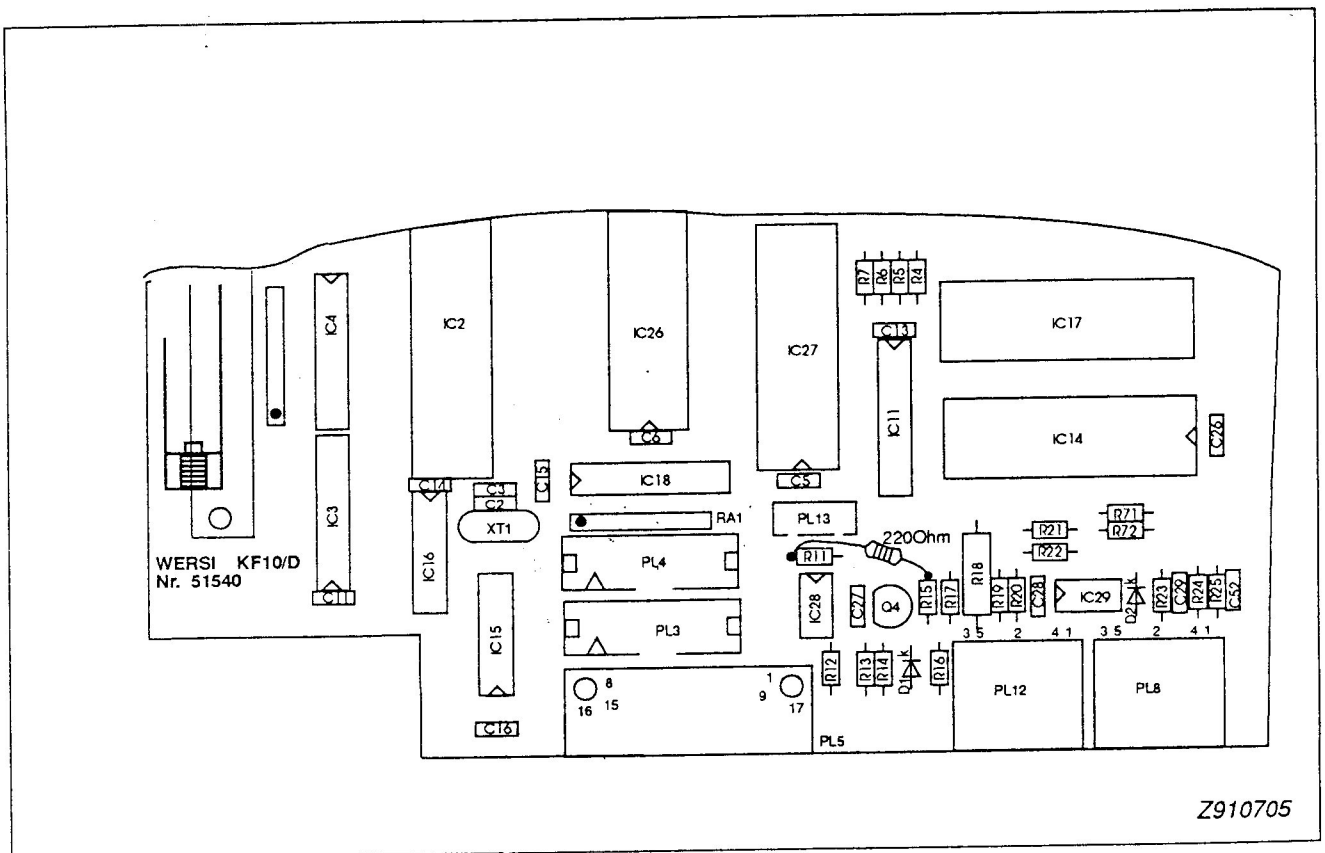 R7
R6
R5
R4
IC4
IC2
IC26
IC27
C13
IC17
IC11
IC14
C26
C6
C5
IC18
C15
C14
C3
C2
XT1
RA1
PL13
IC3
IC16
PL4
R11
220Ohm
R18
R21
R22
R71
R72
WERSI KF10/D
Nr. 51540
C11
IC15
PL3
IC28
C27
Q4
R15
R17
R19
R20
C28
IC29
D2
k
R23
C29
R24
R25
C52
3 5 2 4 1
3 5 2 4 1
R12
R13
R14
D1
k
R16
8
15
16
1
9
17
PL12
PL8
C16
PL5
Z910705